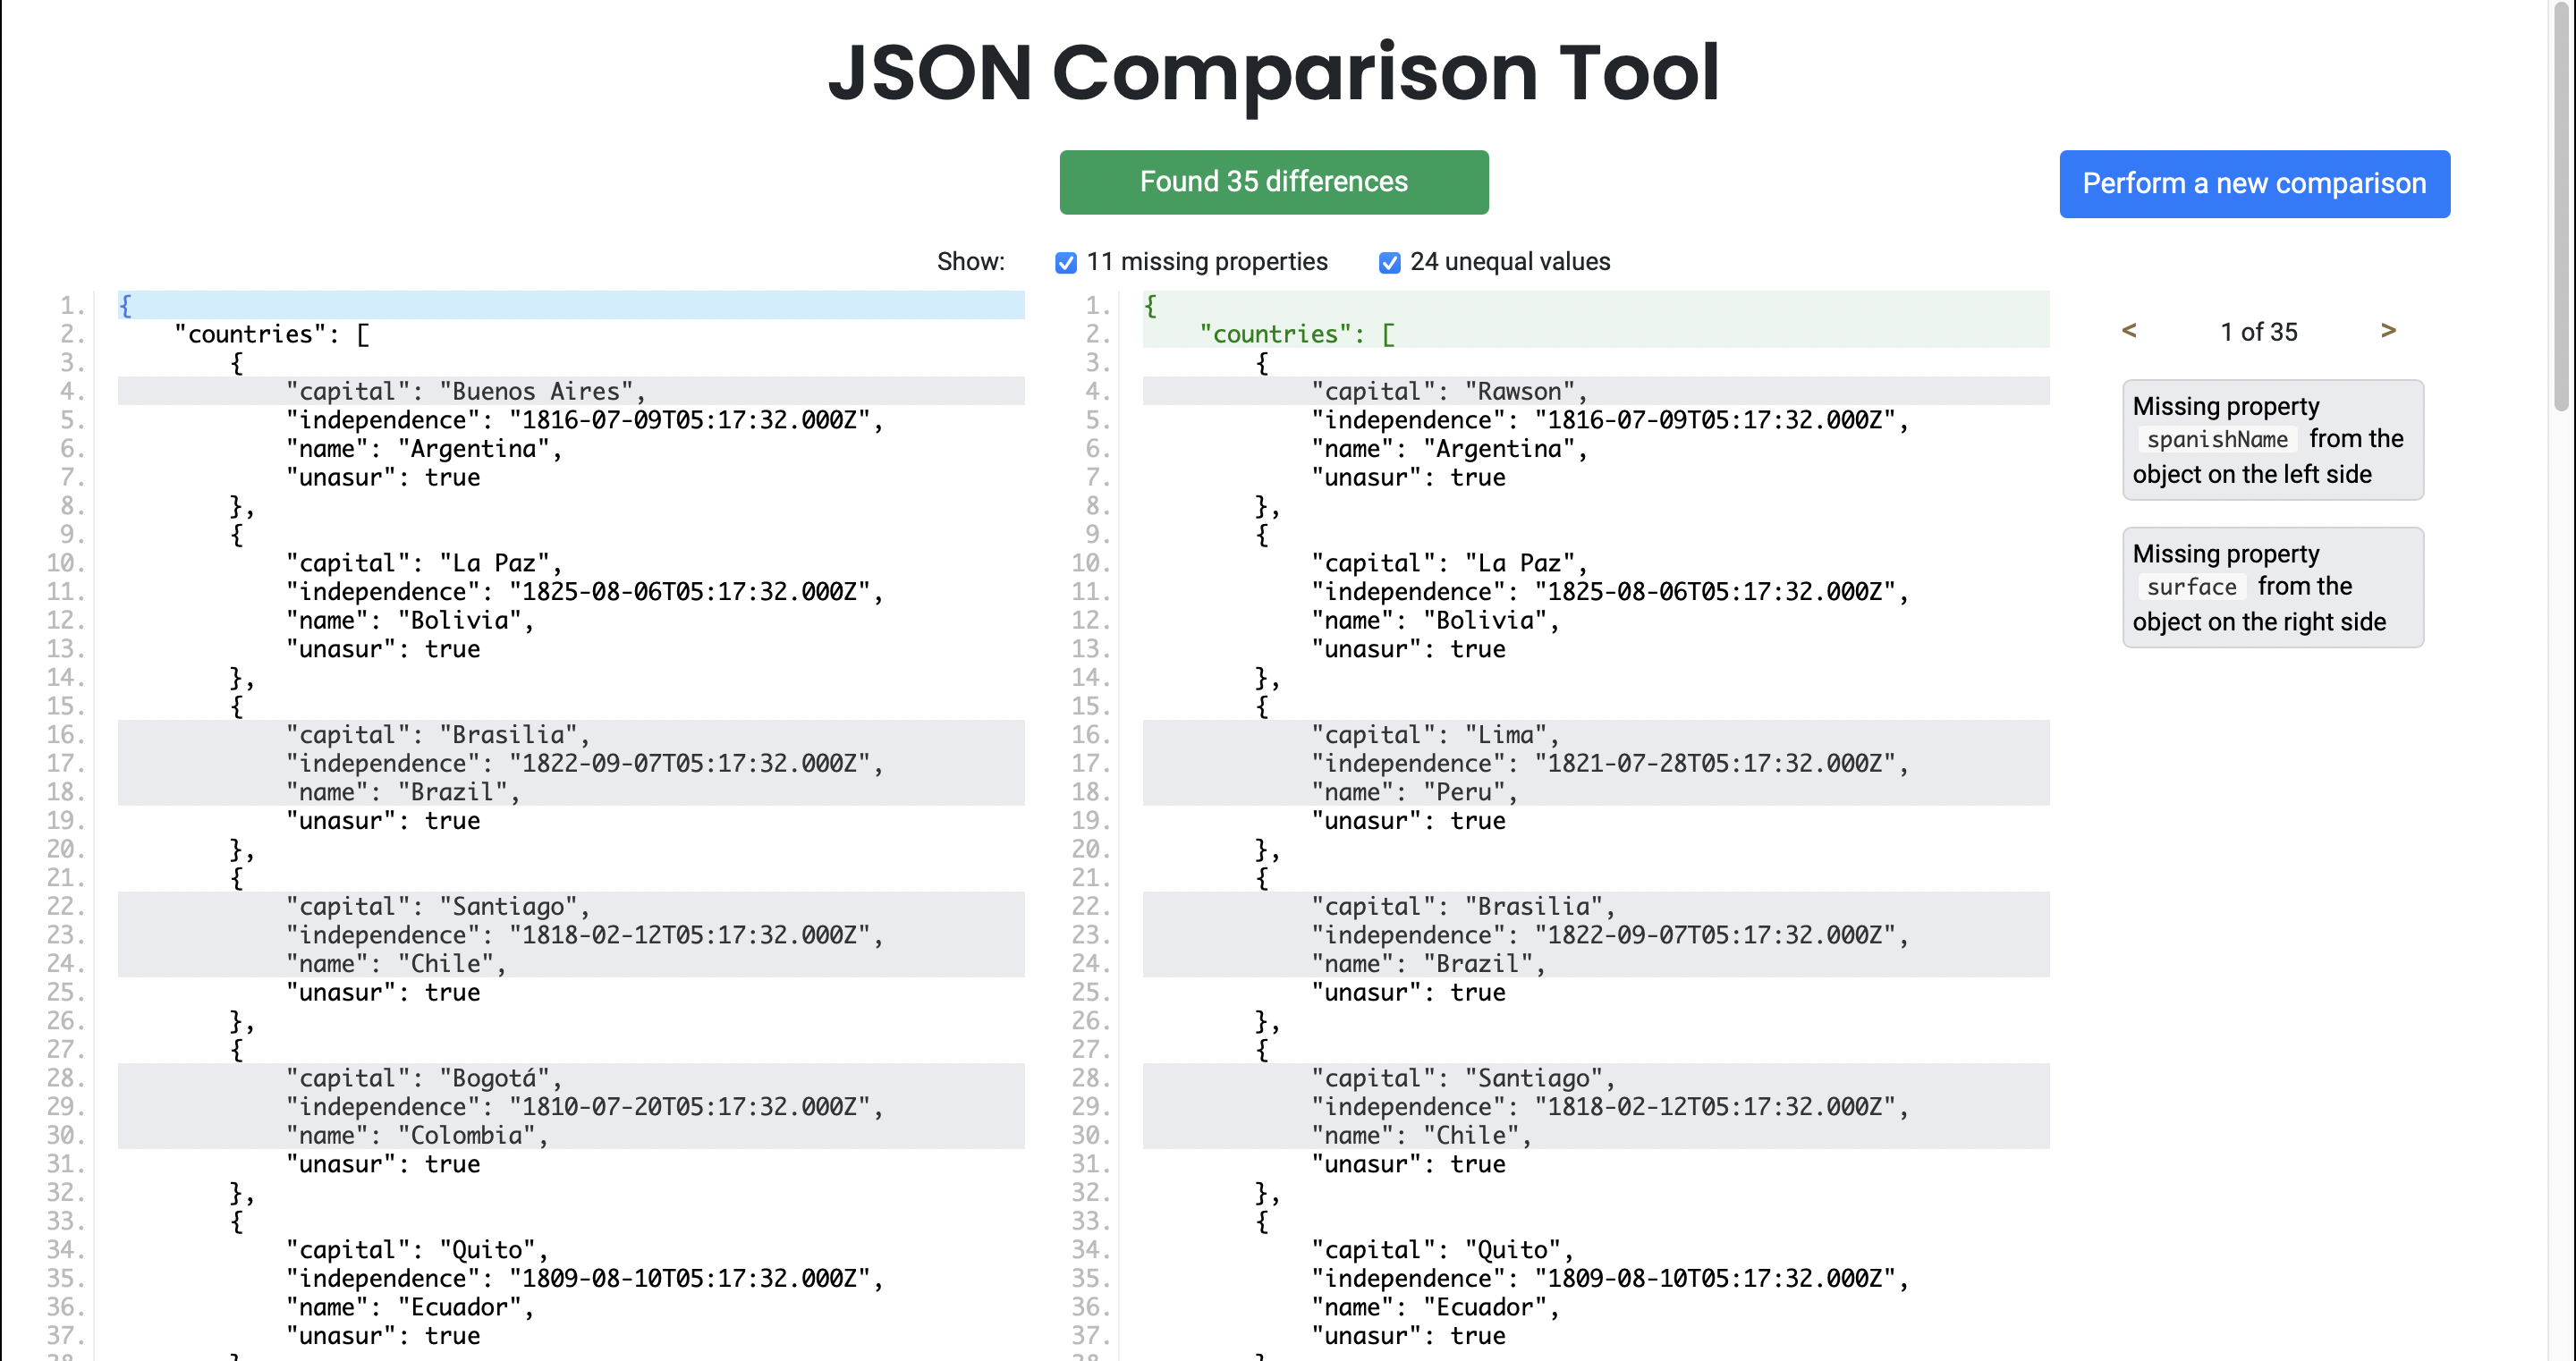 JSON Comparison Tool
Found 35 differences
Perform a new comparison
Show: 11 missing properties 24 unequal values
1. {
2. "countries": [
3. {
4. "capital": "Buenos Aires",
5. "independence": "1816-07-09T05:17:32.000Z",
6. "name": "Argentina",
7. "unasur": true
8. },
9. {
10. "capital": "La Paz",
11. "independence": "1825-08-06T05:17:32.000Z",
12. "name": "Bolivia",
13. "unasur": true
14. },
15. {
16. "capital": "Brasilia",
17. "independence": "1822-09-07T05:17:32.000Z",
18. "name": "Brazil",
19. "unasur": true
20. },
21. {
22. "capital": "Santiago",
23. "independence": "1818-02-12T05:17:32.000Z",
24. "name": "Chile",
25. "unasur": true
26. },
27. {
28. "capital": "Bogotá",
29. "independence": "1810-07-20T05:17:32.000Z",
30. "name": "Colombia",
31. "unasur": true
32. },
33. {
34. "capital": "Quito",
35. "independence": "1809-08-10T05:17:32.000Z",
36. "name": "Ecuador",
37. "unasur": true
1. {
2. "countries": [
3. {
4. "capital": "Rawson",
5. "independence": "1816-07-09T05:17:32.000Z",
6. "name": "Argentina",
7. "unasur": true
8. },
9. {
10. "capital": "La Paz",
11. "independence": "1825-08-06T05:17:32.000Z",
12. "name": "Bolivia",
13. "unasur": true
14. },
15. {
16. "capital": "Lima",
17. "independence": "1821-07-28T05:17:32.000Z",
18. "name": "Peru",
19. "unasur": true
20. },
21. {
22. "capital": "Brasilia",
23. "independence": "1822-09-07T05:17:32.000Z",
24. "name": "Brazil",
25. "unasur": true
26. },
27. {
28. "capital": "Santiago",
29. "independence": "1818-02-12T05:17:32.000Z",
30. "name": "Chile",
31. "unasur": true
32. },
33. {
34. "capital": "Quito",
35. "independence": "1809-08-10T05:17:32.000Z",
36. "name": "Ecuador",
37. "unasur": true
< 1 of 35 >
Missing property
spanishName from the
object on the left side
Missing property
surface from the
object on the right side